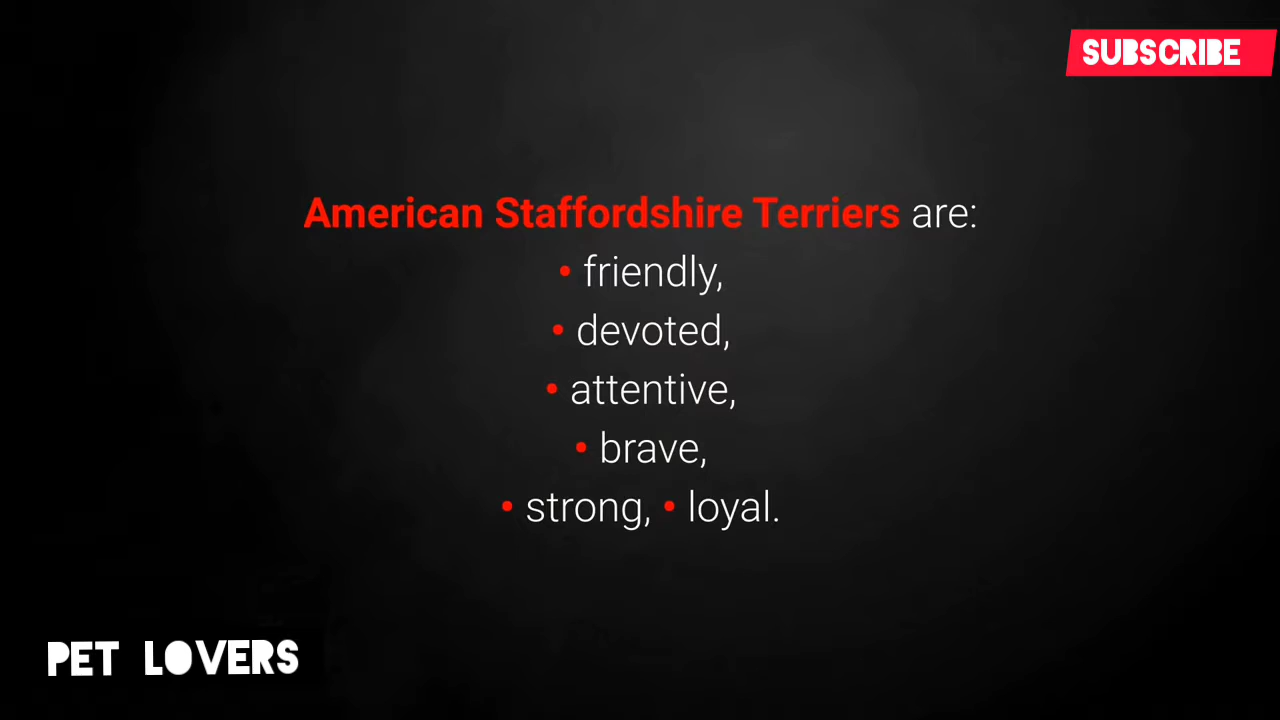 SUBSCRIBE
American Staffordshire Terriers are:
• friendly,
• devoted,
• attentive,
• brave,
• strong, • loyal.
PET LOVERS